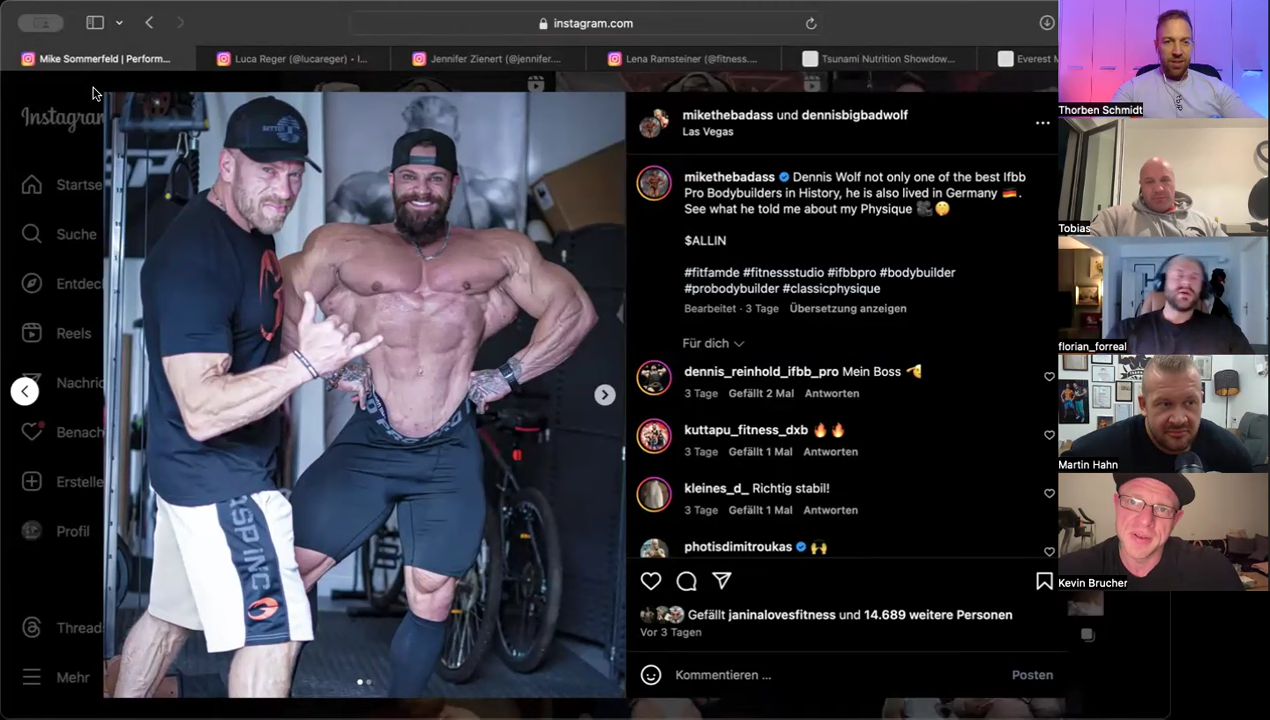 instagram.com
Mike Sommerfeld | Perform...
Luca Reger (@lucareger) • I...
Jennifer Zienert (@jennifer....
Lena Ramsteiner (@fitness....
Tsunami Nutrition Showdow...
Everest M
Instagram
Startse
Suche
Entdec
Reels
Nachric
Benach
Erstelle
Profil
Threads
Mehr
ASPINC
mikethebadass und dennisbigbadwolf
Las Vegas
mikethebadass Dennis Wolf not only one of the best Ifbb
Pro Bodybuilders in History, he is also lived in Germany 🇩🇪.
See what he told me about my Physique 🎥🤫
$ALLIN
#fitfamde #fitnessstudio #ifbbpro #bodybuilder
#probodybuilder #classicphysique
Bearbeitet • 3 Tage Übersetzung anzeigen
Für dich
dennis_reinhold_ifbb_pro Mein Boss 🫡
3 Tage Gefällt 2 Mal Antworten
kuttapu_fitness_dxb 🔥🔥
3 Tage Gefällt 1 Mal Antworten
kleines_d_ Richtig stabil!
3 Tage Gefällt 1 Mal Antworten
photisdimitroukas 🙌
Gefällt janinalovesfitness und 14.689 weitere Personen
Vor 3 Tagen
Kommentieren ...
Posten
Thorben Schmidt
Tobias
florian_forreal
Martin Hahn
Kevin Brucher